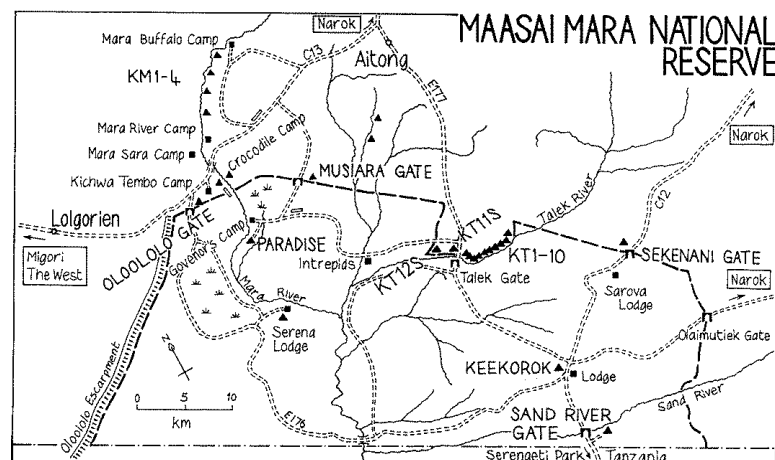 MAASAI MARA NATIONAL
RESERVE
Narok
Mara Buffalo Camp
C13
Aitong
KM1-4
E177
Mara River Camp
Mara Sara Camp
Crocodile Camp
Kichwa Tembo Camp
MUSIARA GATE
Narok
Talek River
C12
Lolgorien
OLOOLOLO GATE
Govenor's Camp
PARADISE
KT11S
KT1-10
SEKENANI GATE
Migori
The West
Intrepids
KT12S
Talek Gate
Narok
Mara River
Sarova
Lodge
Serena
Lodge
Olaimutiek Gate
Oloololo Escarpment
KEEKOROK
Lodge
0 5 10
km
E176
SAND RIVER
GATE
Sand River
Serengeti Park
Tanzania